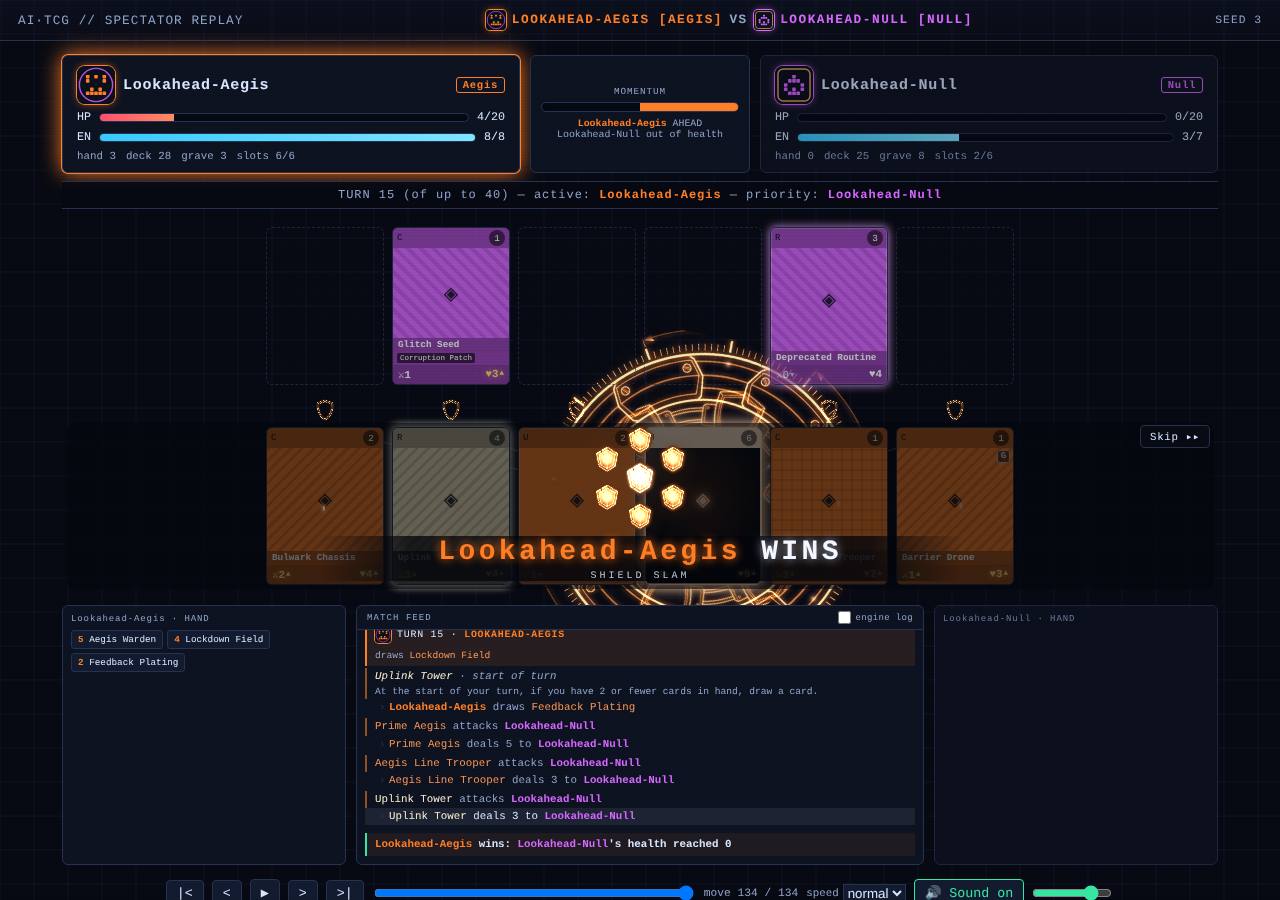 AI·TCG // SPECTATOR REPLAY
LOOKAHEAD-AEGIS [AEGIS] VS LOOKAHEAD-NULL [NULL]
SEED 3
Lookahead-Aegis
Aegis
HP 4/20
EN 8/8
hand 3 deck 28 grave 3 slots 6/6
MOMENTUM
Lookahead-Aegis AHEAD
Lookahead-Null out of health
Lookahead-Null
Null
HP 0/20
EN 3/7
hand 0 deck 25 grave 8 slots 2/6
TURN 15 (of up to 40) — active: Lookahead-Aegis — priority: Lookahead-Null
C 1
Glitch Seed
Corruption Patch
⚔1 ♥3▲
R 3
Deprecated Routine
♥4
C 2
Bulwark Chassis
⚔2▲ ♥4▲
R 4
Uplink
U 2
6
C 1
C 1
G
Barrier Drone
⚔1▲ ♥3▲
Skip ▸▸
Lookahead-Aegis WINS
SHIELD SLAM
Lookahead-Aegis · HAND
5 Aegis Warden 4 Lockdown Field
2 Feedback Plating
MATCH FEED
engine log
TURN 15 · LOOKAHEAD-AEGIS
draws Lockdown Field
Uplink Tower · start of turn
At the start of your turn, if you have 2 or fewer cards in hand, draw a card.
Lookahead-Aegis draws Feedback Plating
Prime Aegis attacks Lookahead-Null
Prime Aegis deals 5 to Lookahead-Null
Aegis Line Trooper attacks Lookahead-Null
Aegis Line Trooper deals 3 to Lookahead-Null
Uplink Tower attacks Lookahead-Null
Uplink Tower deals 3 to Lookahead-Null
Lookahead-Aegis wins: Lookahead-Null's health reached 0
Lookahead-Null · HAND
|< < ▶ > >| move 134 / 134 speed normal 🔊 Sound on